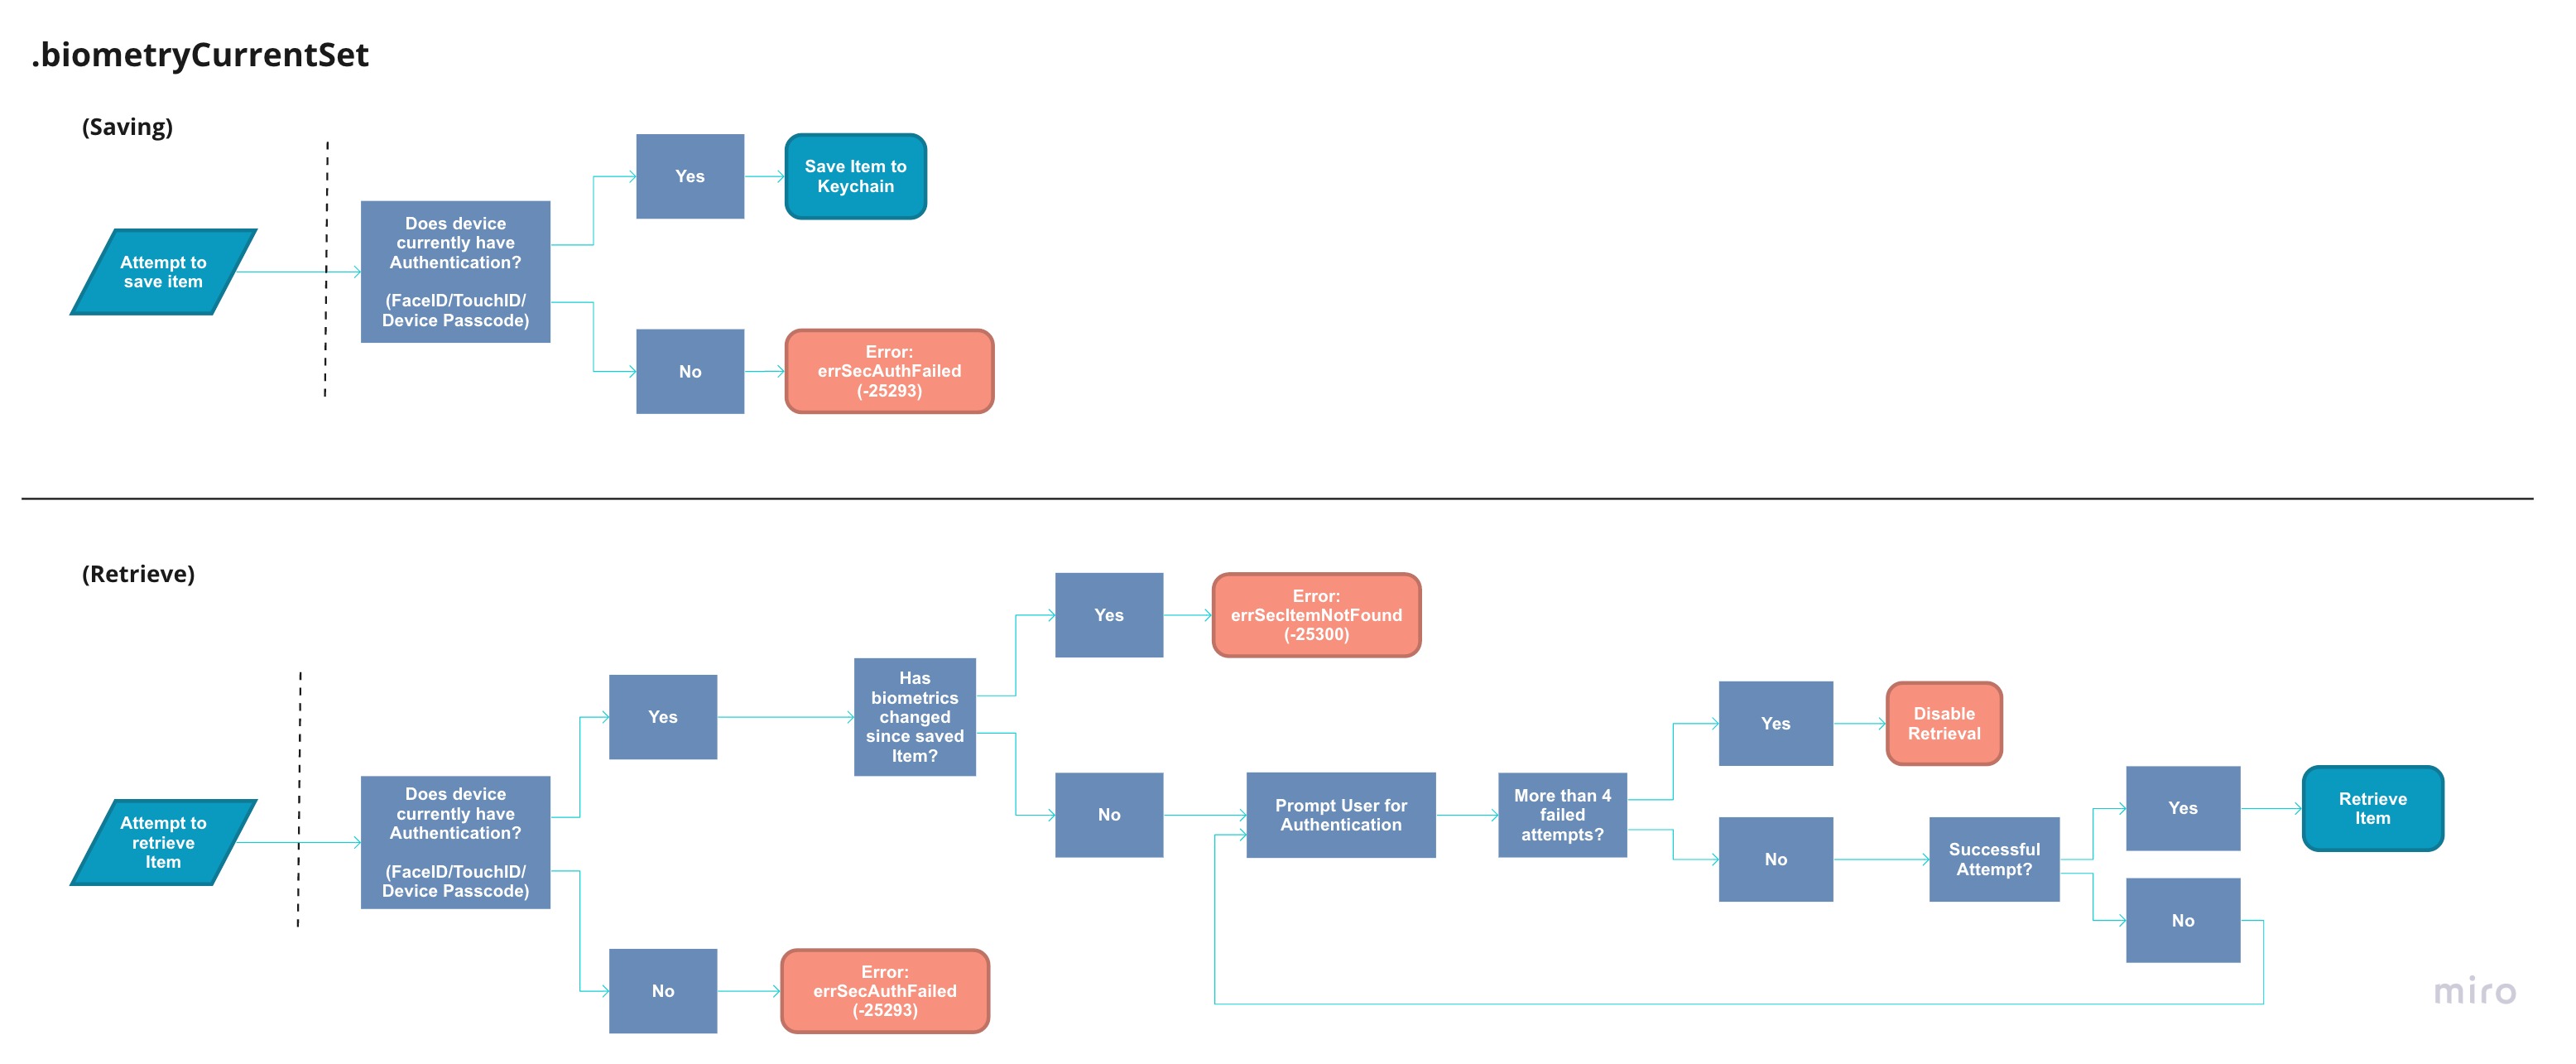 .biometryCurrentSet
(Saving)
Attempt to
save item
Does device
currently have
Authentication?
(FaceID/TouchID/
Device Passcode)
Yes
Save Item to
Keychain
No
Error:
errSecAuthFailed
(-25293)
(Retrieve)
Attempt to
retrieve
Item
Does device
currently have
Authentication?
(FaceID/TouchID/
Device Passcode)
Yes
Has
biometrics
changed
since saved
Item?
Yes
Error:
errSecItemNotFound
(-25300)
No
Prompt User for
Authentication
More than 4
failed
attempts?
Yes
Disable
Retrieval
No
Successful
Attempt?
Yes
Retrieve
Item
No
No
Error:
errSecAuthFailed
(-25293)
miro